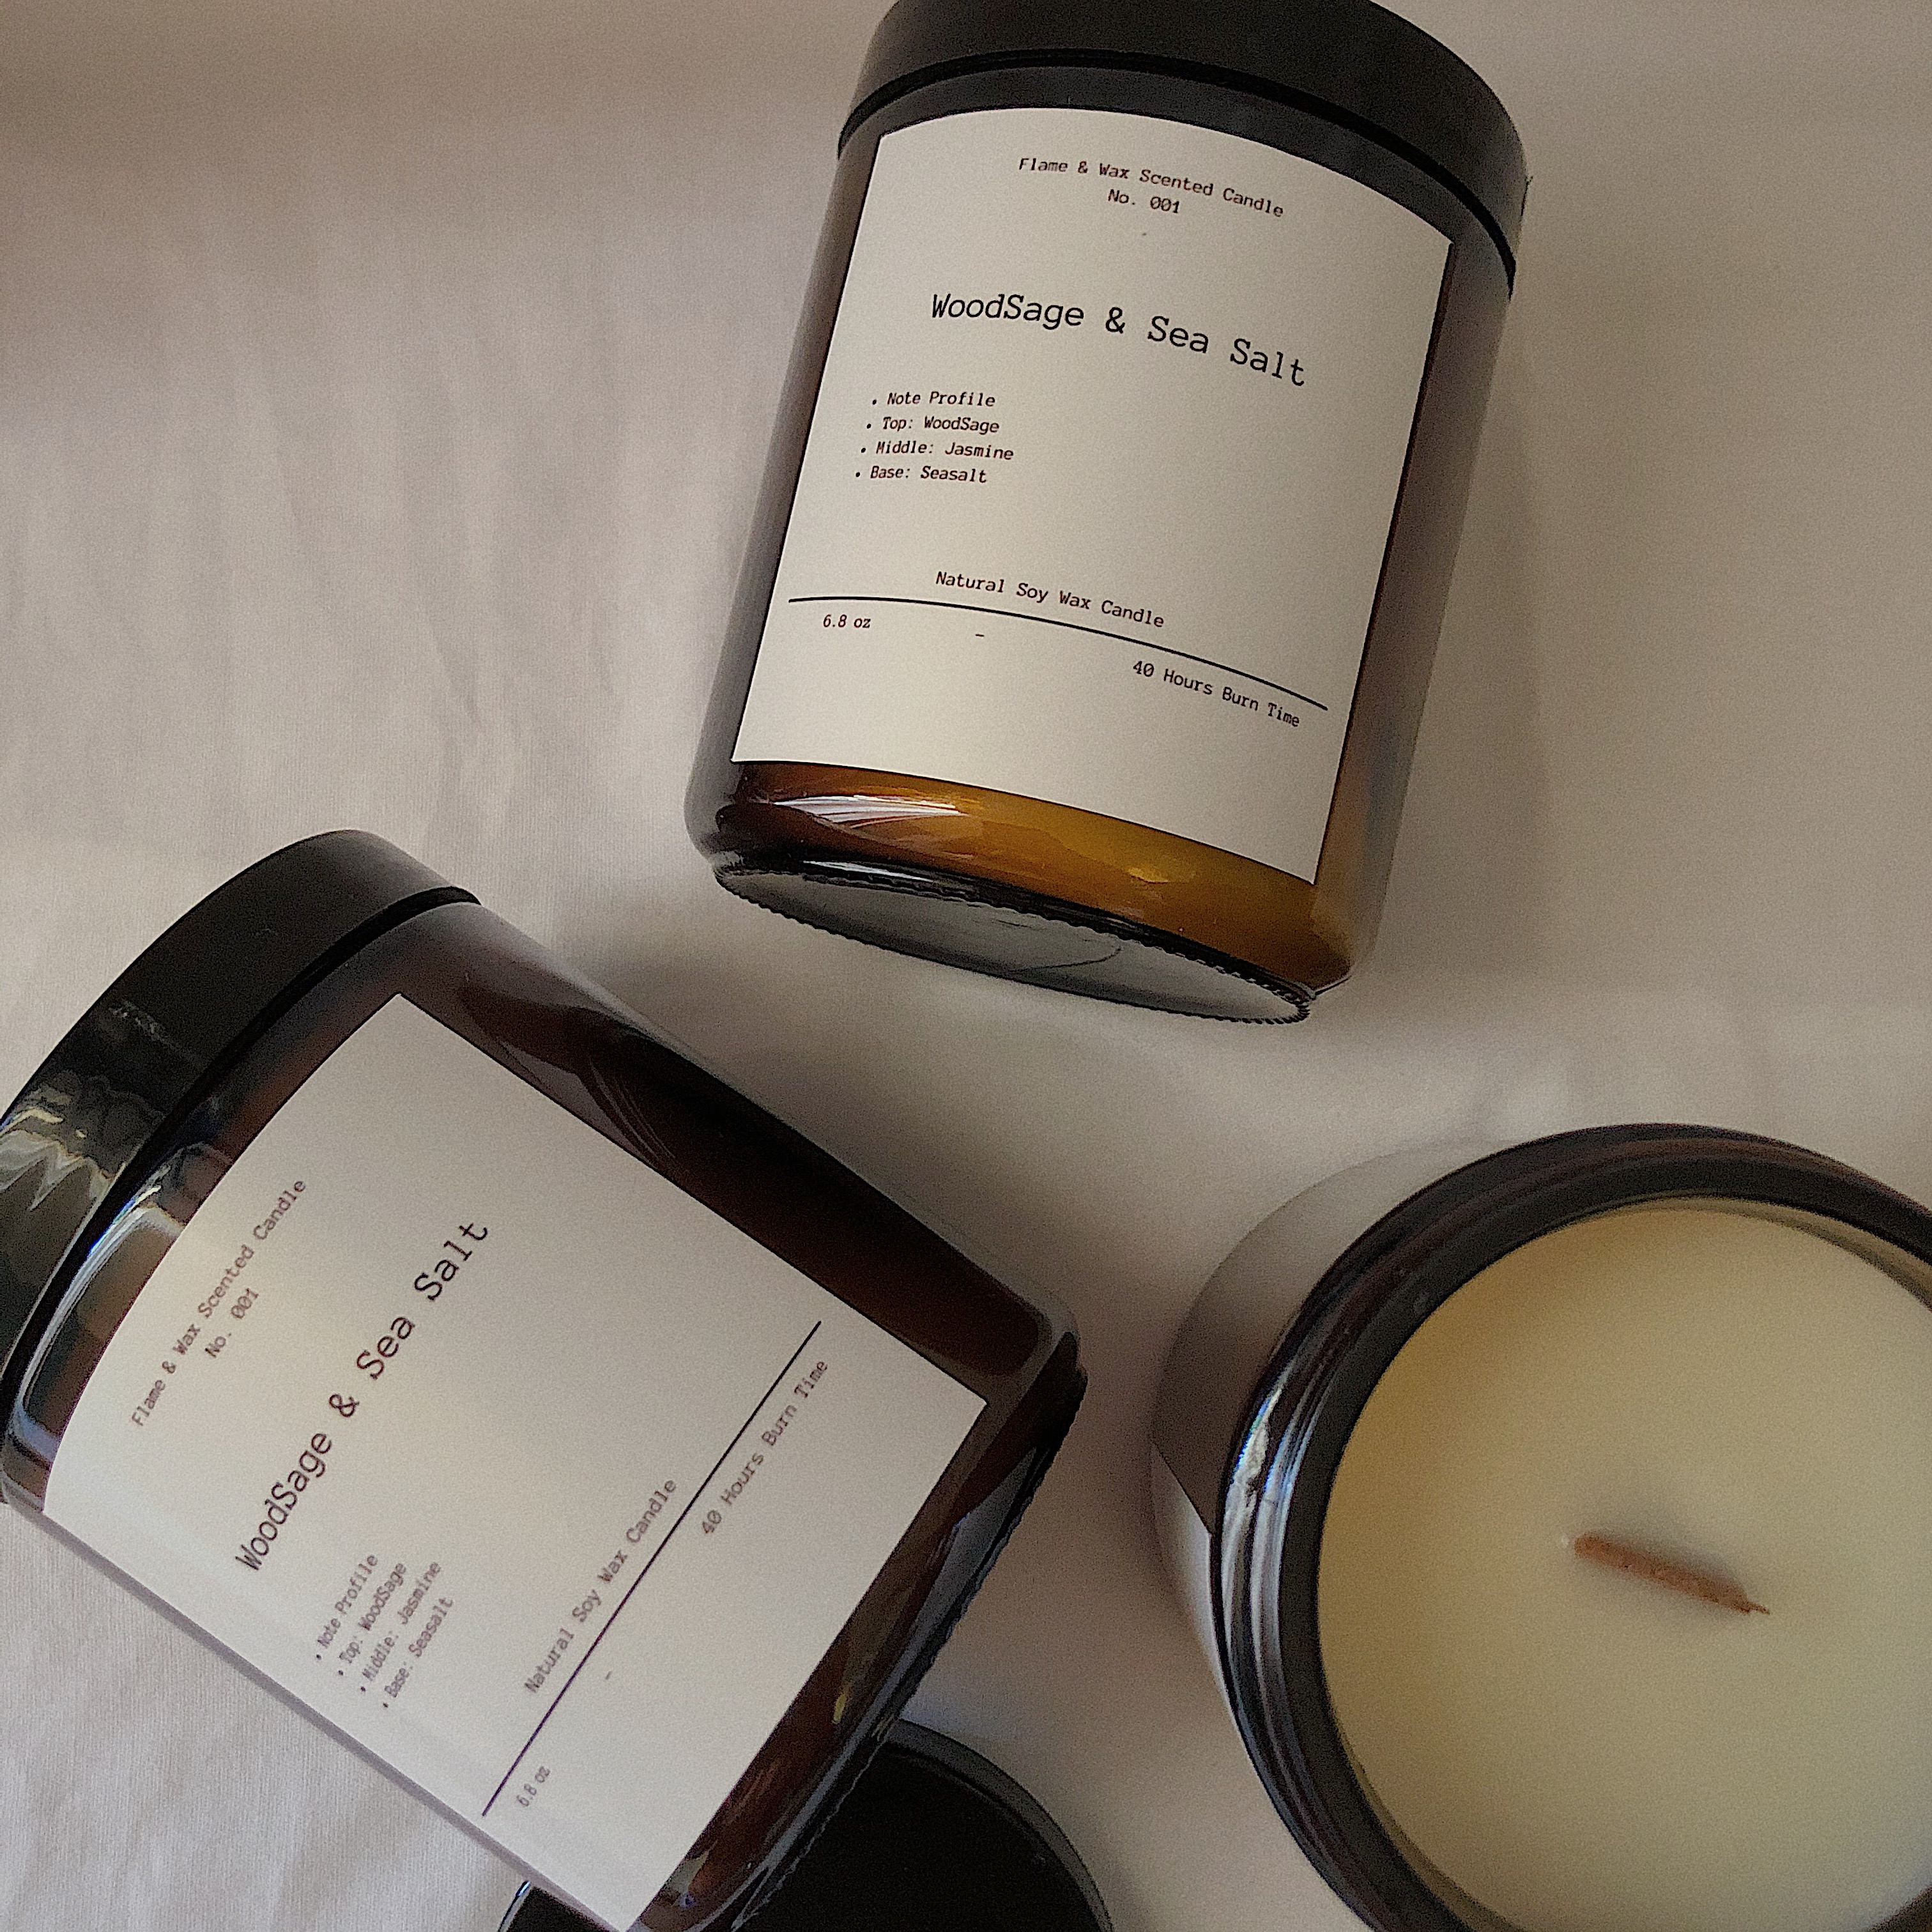 Flame & Wax Scented Candle
No. 001
WoodSage & Sea Salt
• Note Profile
• Top: WoodSage
• Middle: Jasmine
• Base: Seasalt
Natural Soy Wax Candle
6.8 oz
–
40 Hours Burn Time
Flame & Wax Scented Candle
No. 001
WoodSage & Sea Salt
• Note Profile
• Top: WoodSage
• Middle: Jasmine
• Base: Seasalt
Natural Soy Wax Candle
6.8 oz
–
40 Hours Burn Time